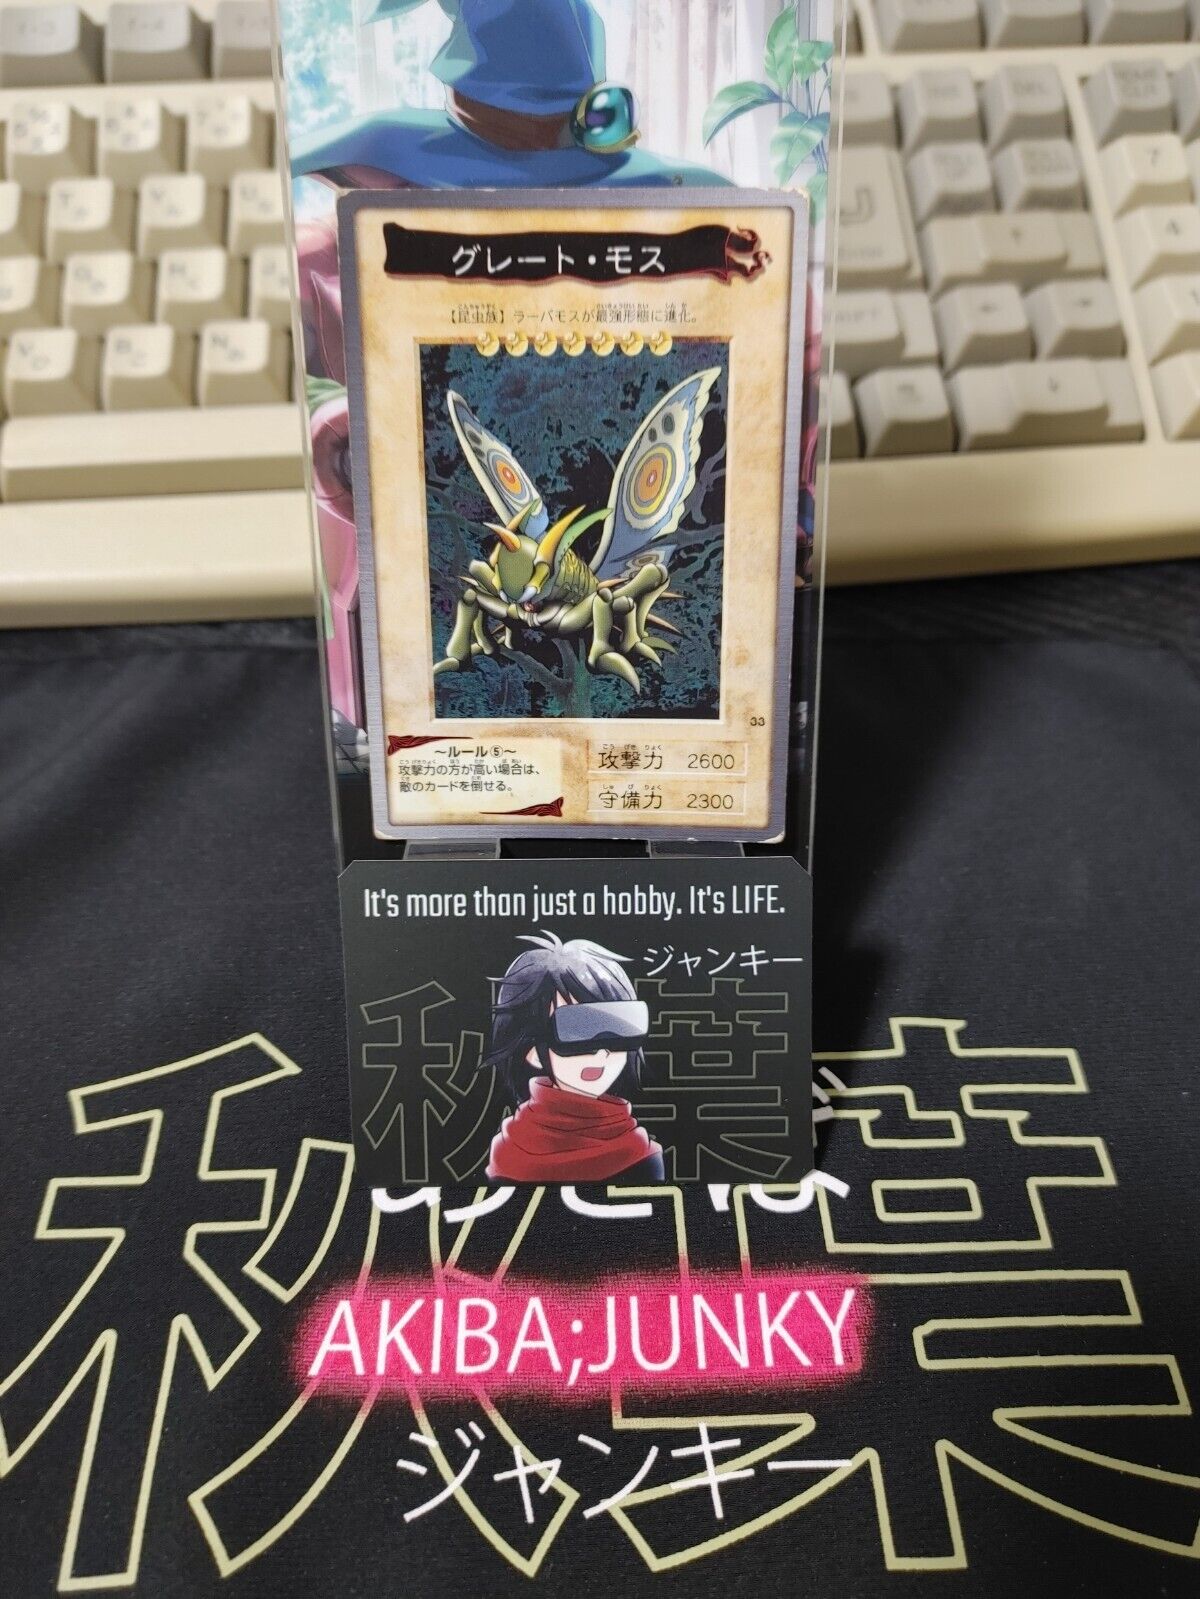 グレート・モス
【昆虫族】ラーバモスが最強形態に進化。
33
～ルール⑤～
攻撃力の方が高い場合は、
敵のカードを倒せる。
攻撃力 2600
守備力 2300
It's more than just a hobby. It's LIFE.
ジャンキー
秋葉
秋葉
AKIBA;JUNKY
ジャンキー